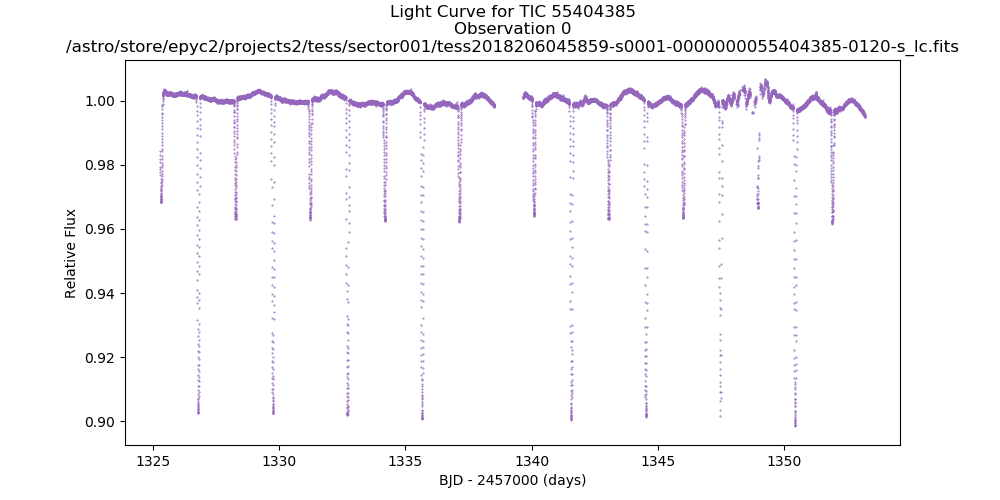 Light Curve for TIC 55404385
Observation 0
/astro/store/epyc2/projects2/tess/sector001/tess2018206045859-s0001-0000000055404385-0120-s_lc.fits
1.00
0.98
0.96
0.94
0.92
0.90
Relative Flux
1325
1330
1335
1340
1345
1350
BJD - 2457000 (days)